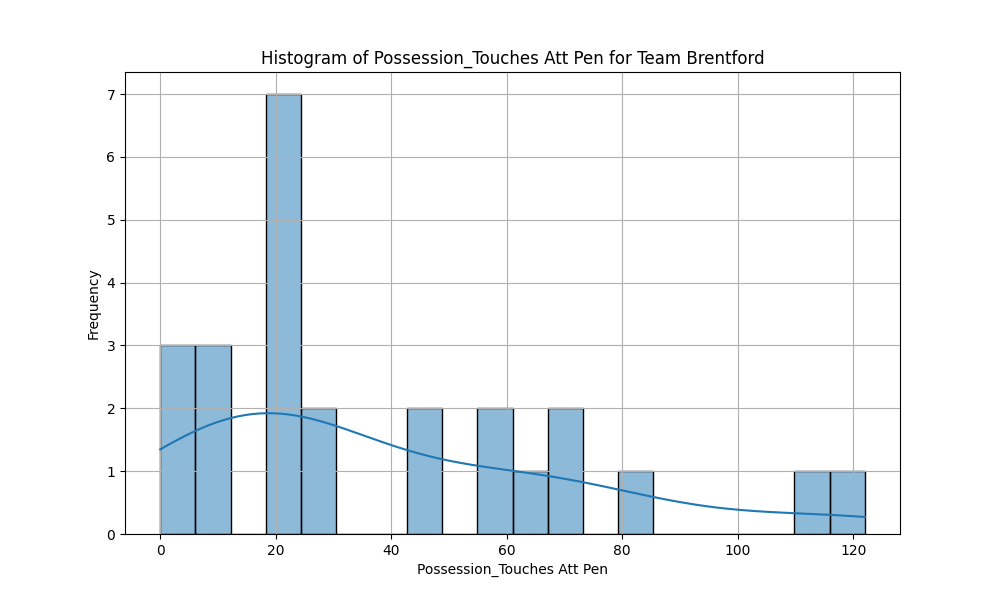 Histogram of Possession_Touches Att Pen for Team Brentford
7
6
5
4
3
2
1
0
Frequency
0 20 40 60 80 100 120
Possession_Touches Att Pen